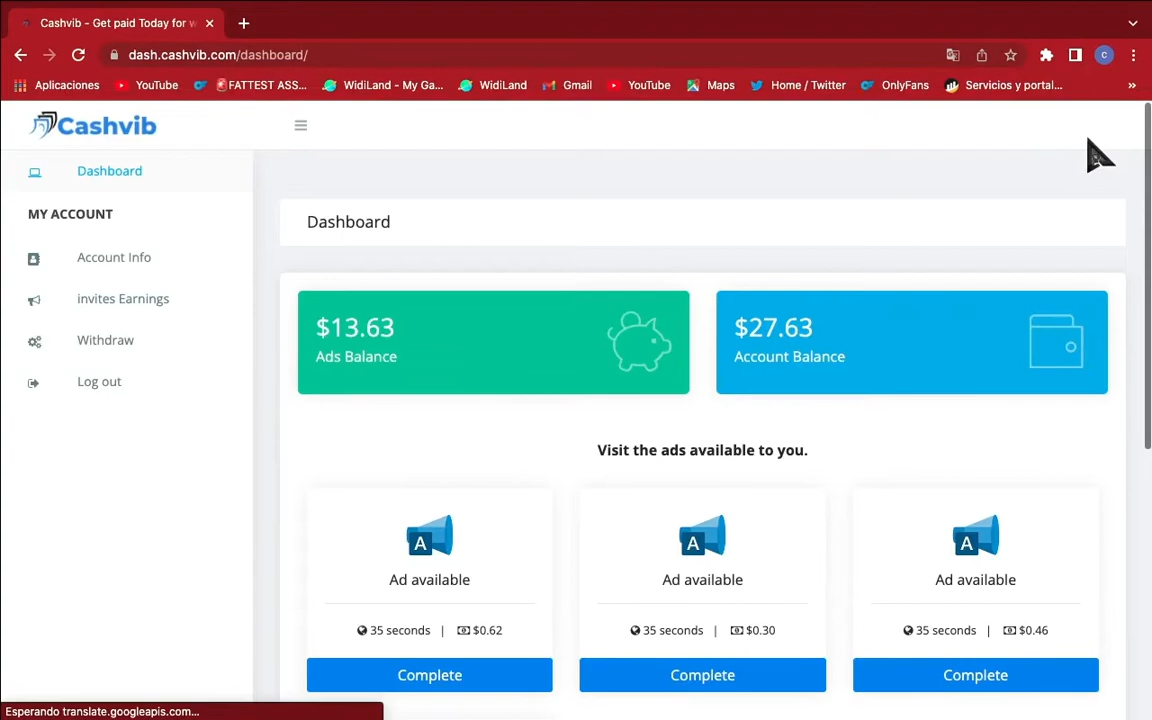 Cashvib - Get paid Today for w
dash.cashvib.com/dashboard/
C
Aplicaciones
YouTube
FATTEST ASS...
WidiLand - My Ga...
WidiLand
Gmail
YouTube
Maps
Home / Twitter
OnlyFans
Servicios y portal...
»
Cashvib
Dashboard
MY ACCOUNT
Account Info
invites Earnings
Withdraw
Log out
Dashboard
$13.63
Ads Balance
$27.63
Account Balance
Visit the ads available to you.
A
Ad available
35 seconds | $0.62
Complete
A
Ad available
35 seconds | $0.30
Complete
A
Ad available
35 seconds | $0.46
Complete
Esperando translate.googleapis.com...